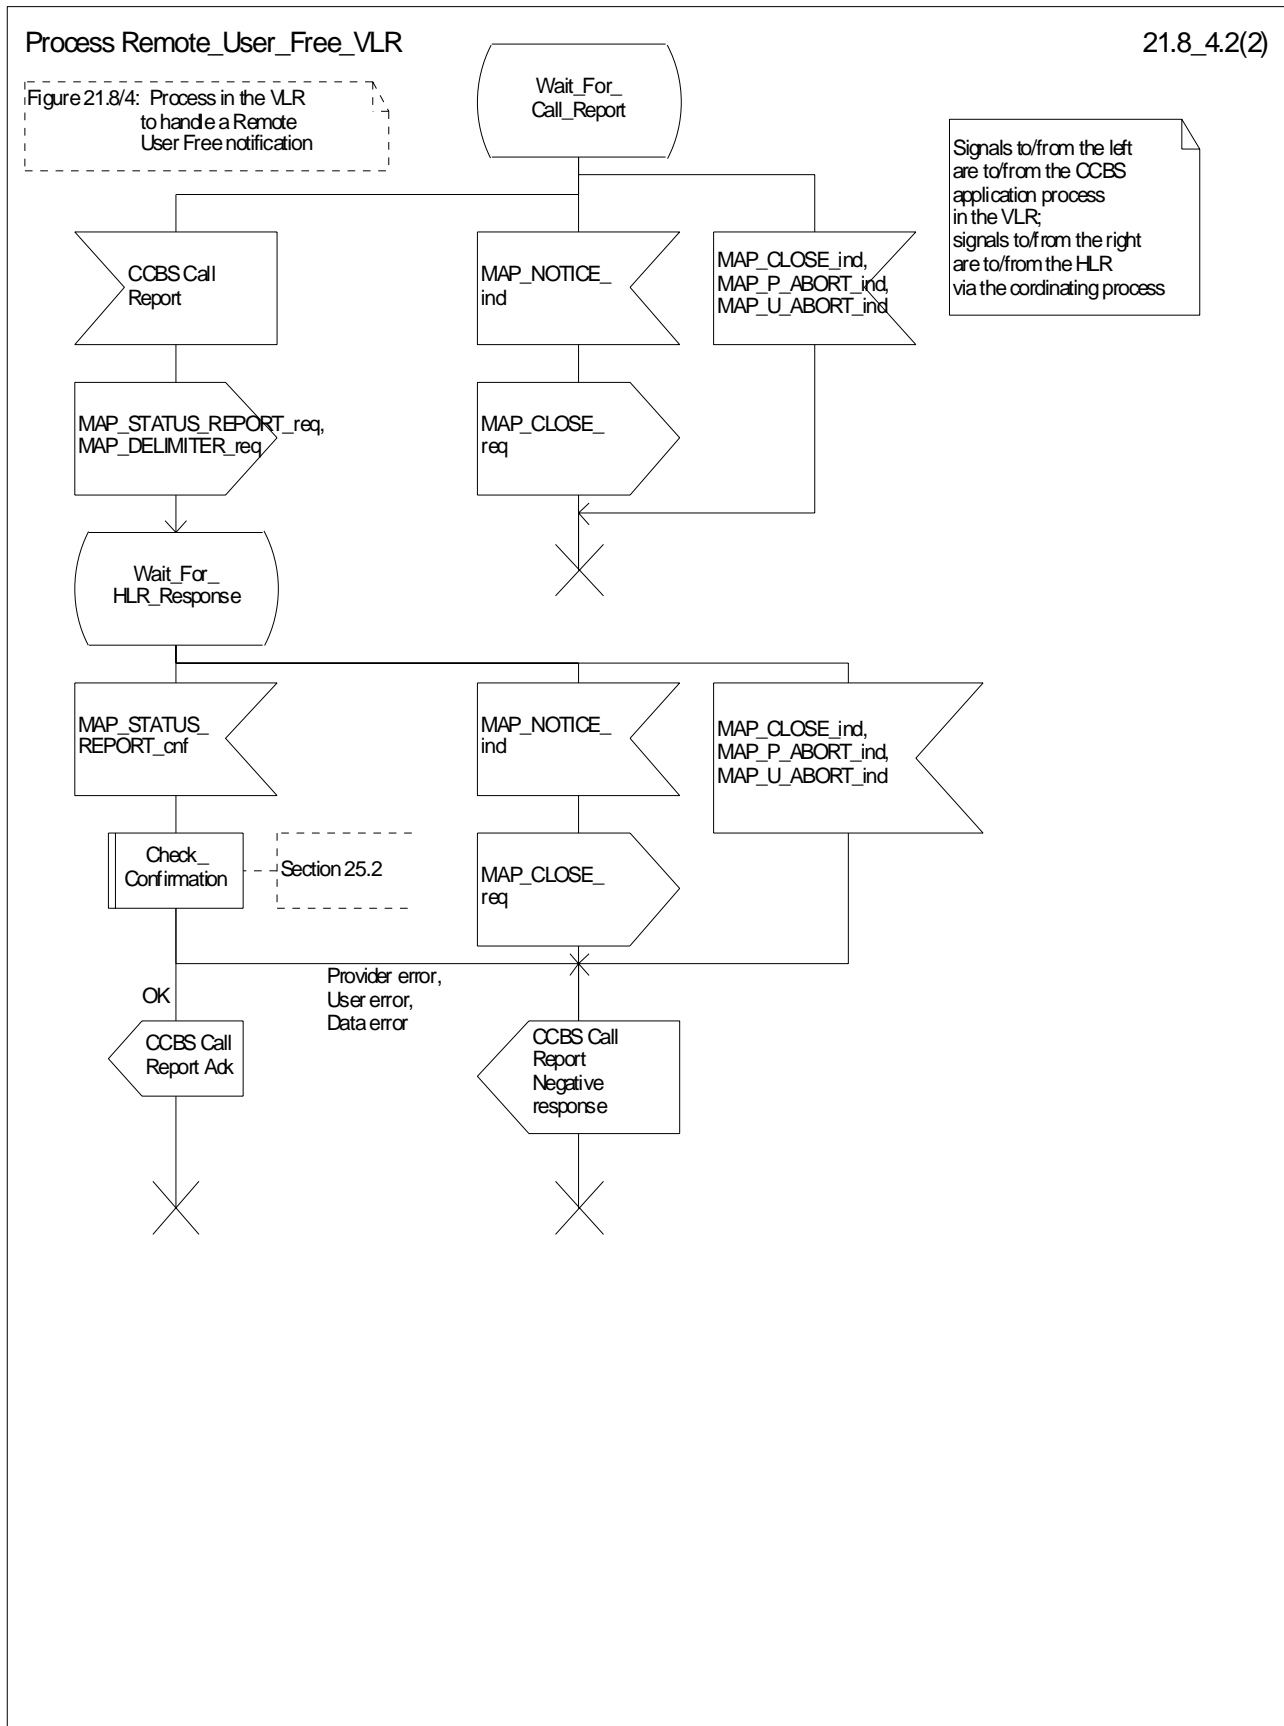 Process Remote_User_Free_VLR
21.8_4.2(2)
Figure 21.8/4: Process in the VLR
to handle a Remote
User Free notification
Wait_For_
Call_Report
Signals to/from the left
are to/from the CCBS
application process
in the VLR;
signals to/from the right
are to/from the HLR
via the cordinating process
CCBS Call
Report
MAP_NOTICE_
ind
MAP_CLOSE_ind,
MAP_P_ABORT_ind,
MAP_U_ABORT_ind
MAP_STATUS_REPORT_req,
MAP_DELIMITER_req
MAP_CLOSE_
req
Wait_For_
HLR_Response
MAP_STATUS_
REPORT_cnf
MAP_NOTICE_
ind
MAP_CLOSE_ind,
MAP_P_ABORT_ind,
MAP_U_ABORT_ind
Check_
Confirmation
Section 25.2
MAP_CLOSE_
req
Provider error,
User error,
Data error
OK
CCBS Call
Report Ack
CCBS Call
Report
Negative
response